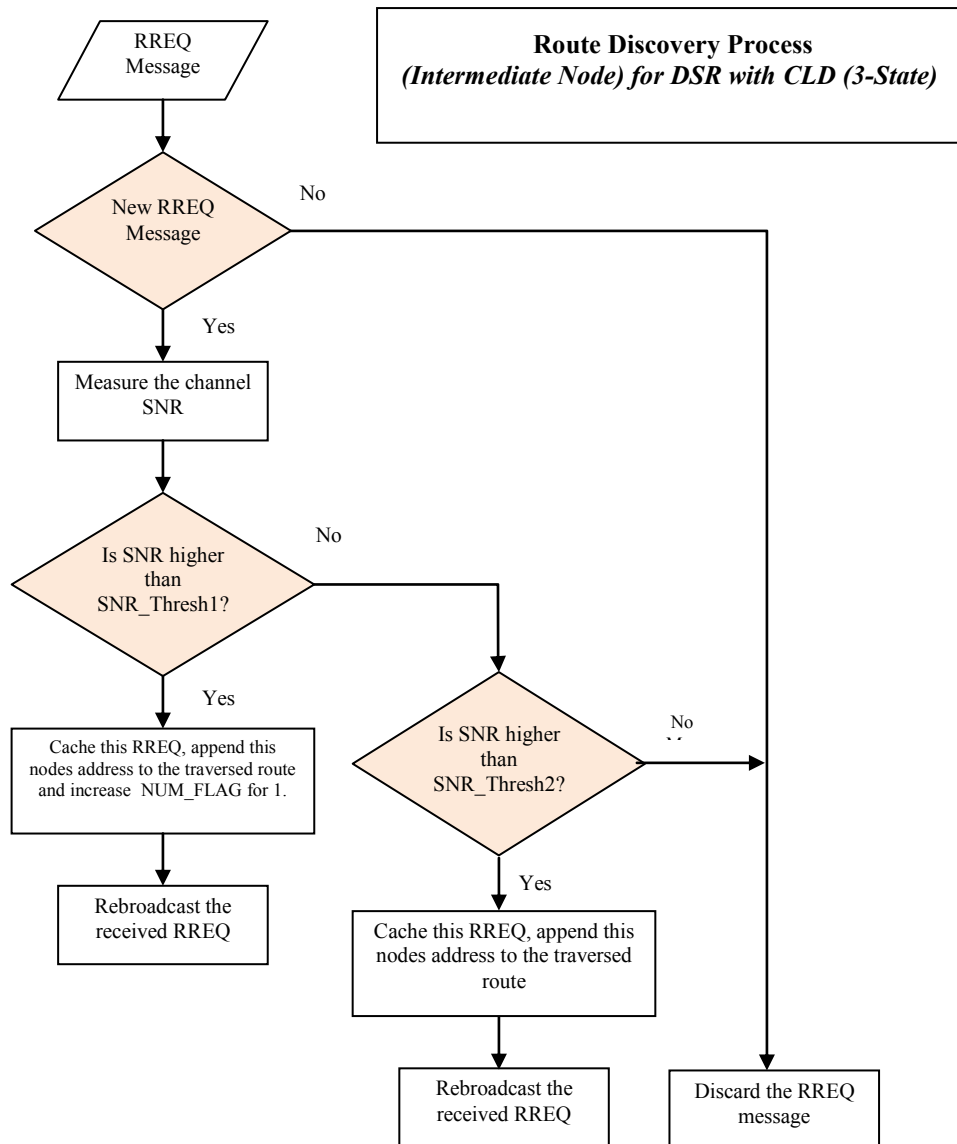 RREQ
Message
Route Discovery Process
(Intermediate Node) for DSR with CLD (3-State)
New RREQ
Message
No
Yes
Measure the channel
SNR
Is SNR higher
than
SNR_Thresh1?
No
Yes
Cache this RREQ, append this
nodes address to the traversed route
and increase NUM_FLAG for 1.
Rebroadcast the
received RREQ
Is SNR higher
than
SNR_Thresh2?
No
Yes
Cache this RREQ, append this
nodes address to the traversed
route
Rebroadcast the
received RREQ
Discard the RREQ
message